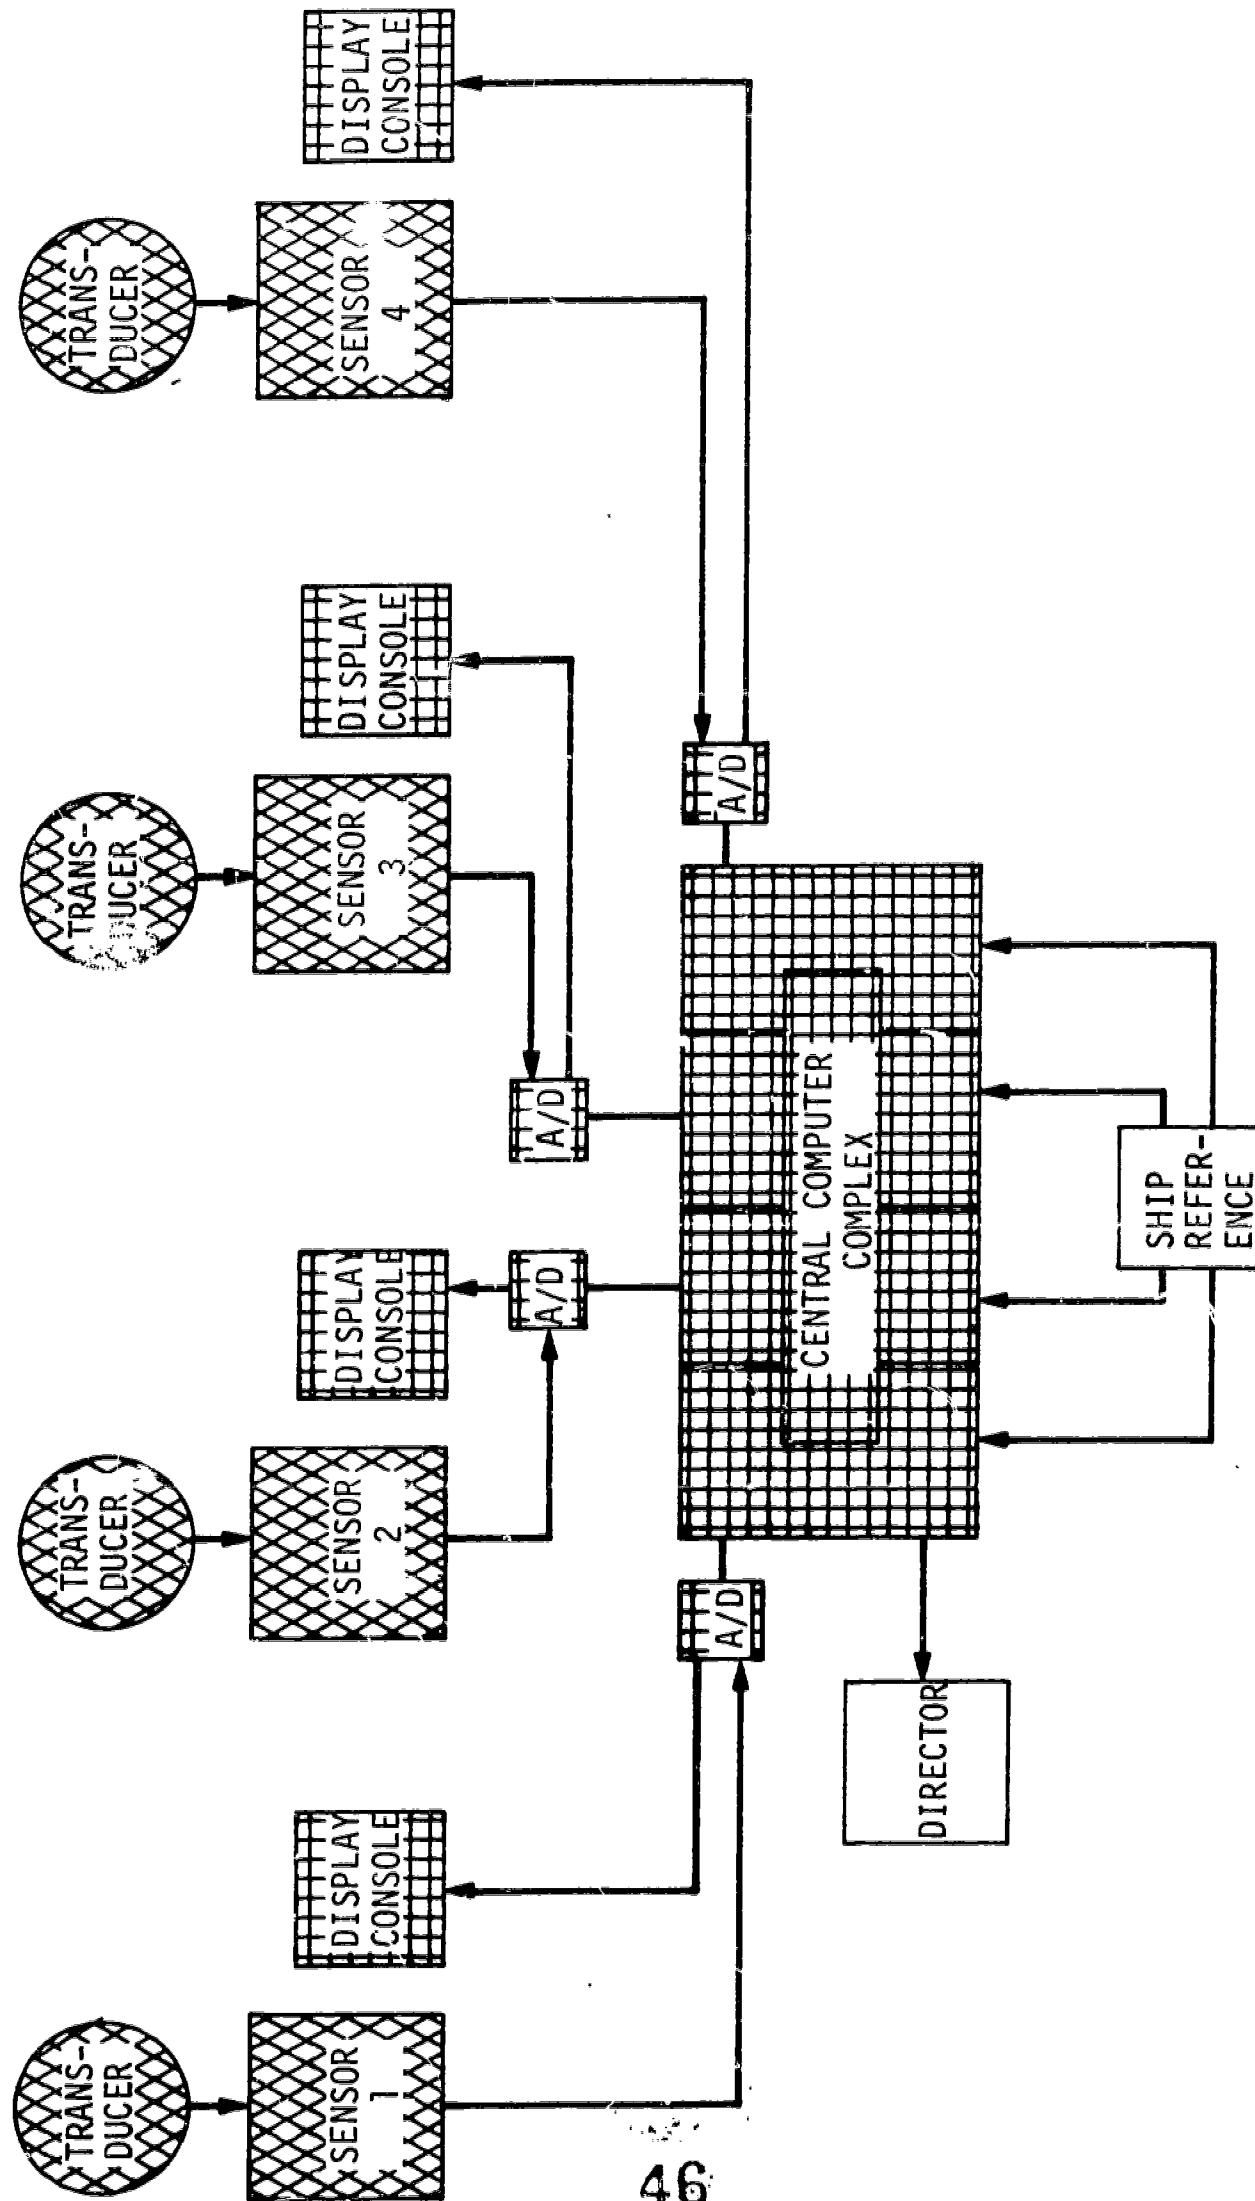 TRANS-
DUCER
TRANS-
DUCER
TRANS-
DUCER
TRANS-
DUCER
SENSOR
1
DISPLAY
CONSOLE
SENSOR
2
DISPLAY
CONSOLE
SENSOR
3
DISPLAY
CONSOLE
SENSOR
4
DISPLAY
CONSOLE
A/D
A/D
A/D
A/D
CENTRAL COMPUTER
COMPLEX
DIRECTOR
SHIP
REFER-
ENCE
46